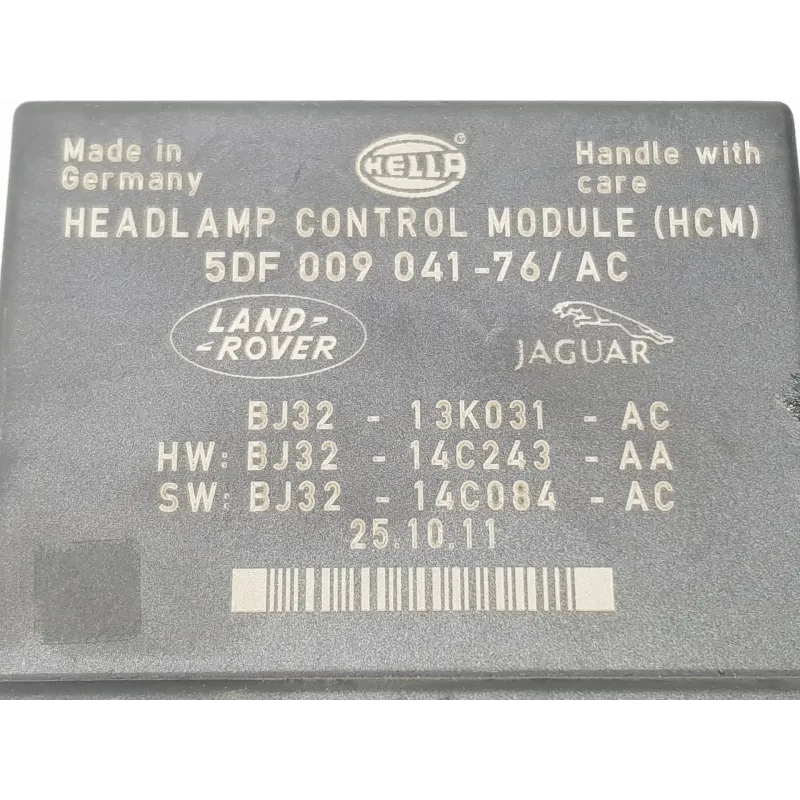 Made in
Germany
HELLA
®
Handle with
care
HEADLAMP CONTROL MODULE (HCM)
5DF 009 041-76/AC
LAND-
-ROVER
JAGUAR
BJ32 - 13K031 - AC
HW: BJ32 - 14C243 - AA
SW: BJ32 - 14C084 - AC
25.10.11